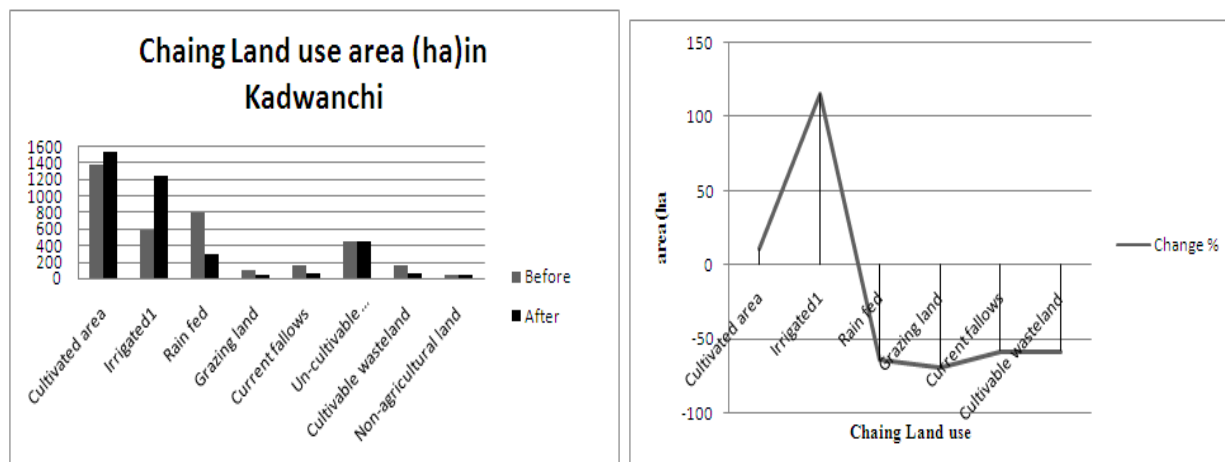 Chaing Land use area (ha)in
Kadwanchi
1600
1400
1200
1000
800
600
400
200
0
Cultivated area
Irrigated1
Rain fed
Grazing land
Current fallows
Un-cultivable...
Cultivable wasteland
Non-agricultural land
Before
After
150
100
50
0
-50
-100
area (ha
Cultivated area
Irrigated1
Rain fed
Grazing land
Current fallows
Cultivable wasteland
Chaing Land use
Change %